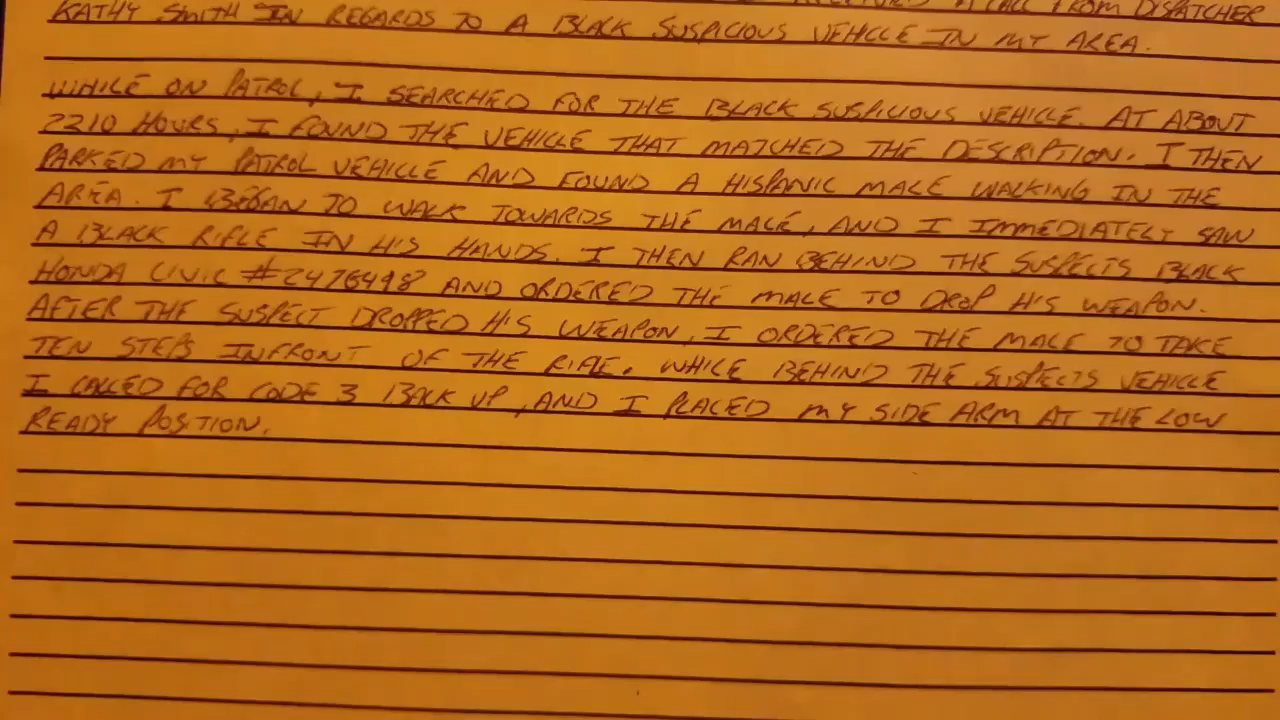 A CALL FROM DISPATCHER
KATHY SMITH IN REGARDS TO A BLACK SUSPICIOUS VEHICLE IN MY AREA.
WHILE ON PATROL, I SEARCHED FOR THE BLACK SUSPICIOUS VEHICLE. AT ABOUT
2210 HOURS, I FOUND THE VEHICLE THAT MATCHED THE DESCRIPTION. I THEN
PARKED MY PATROL VEHICLE AND FOUND A HISPANIC MALE WALKING IN THE
AREA. I BEGAN TO WALK TOWARDS THE MALE, AND I IMMEDIATELY SAW
A BLACK RIFLE IN HIS HANDS. I THEN RAN BEHIND THE SUSPECTS BLACK
HONDA CIVIC #2476498 AND ORDERED THE MALE TO DROP HIS WEAPON.
AFTER THE SUSPECT DROPPED HIS WEAPON, I ORDERED THE MALE TO TAKE
TEN STEPS INFRONT OF THE RIFLE. WHILE BEHIND THE SUSPECTS VEHICLE
I CALLED FOR CODE 3 BACK UP, AND I PLACED MY SIDE ARM AT THE LOW
READY POSITION.